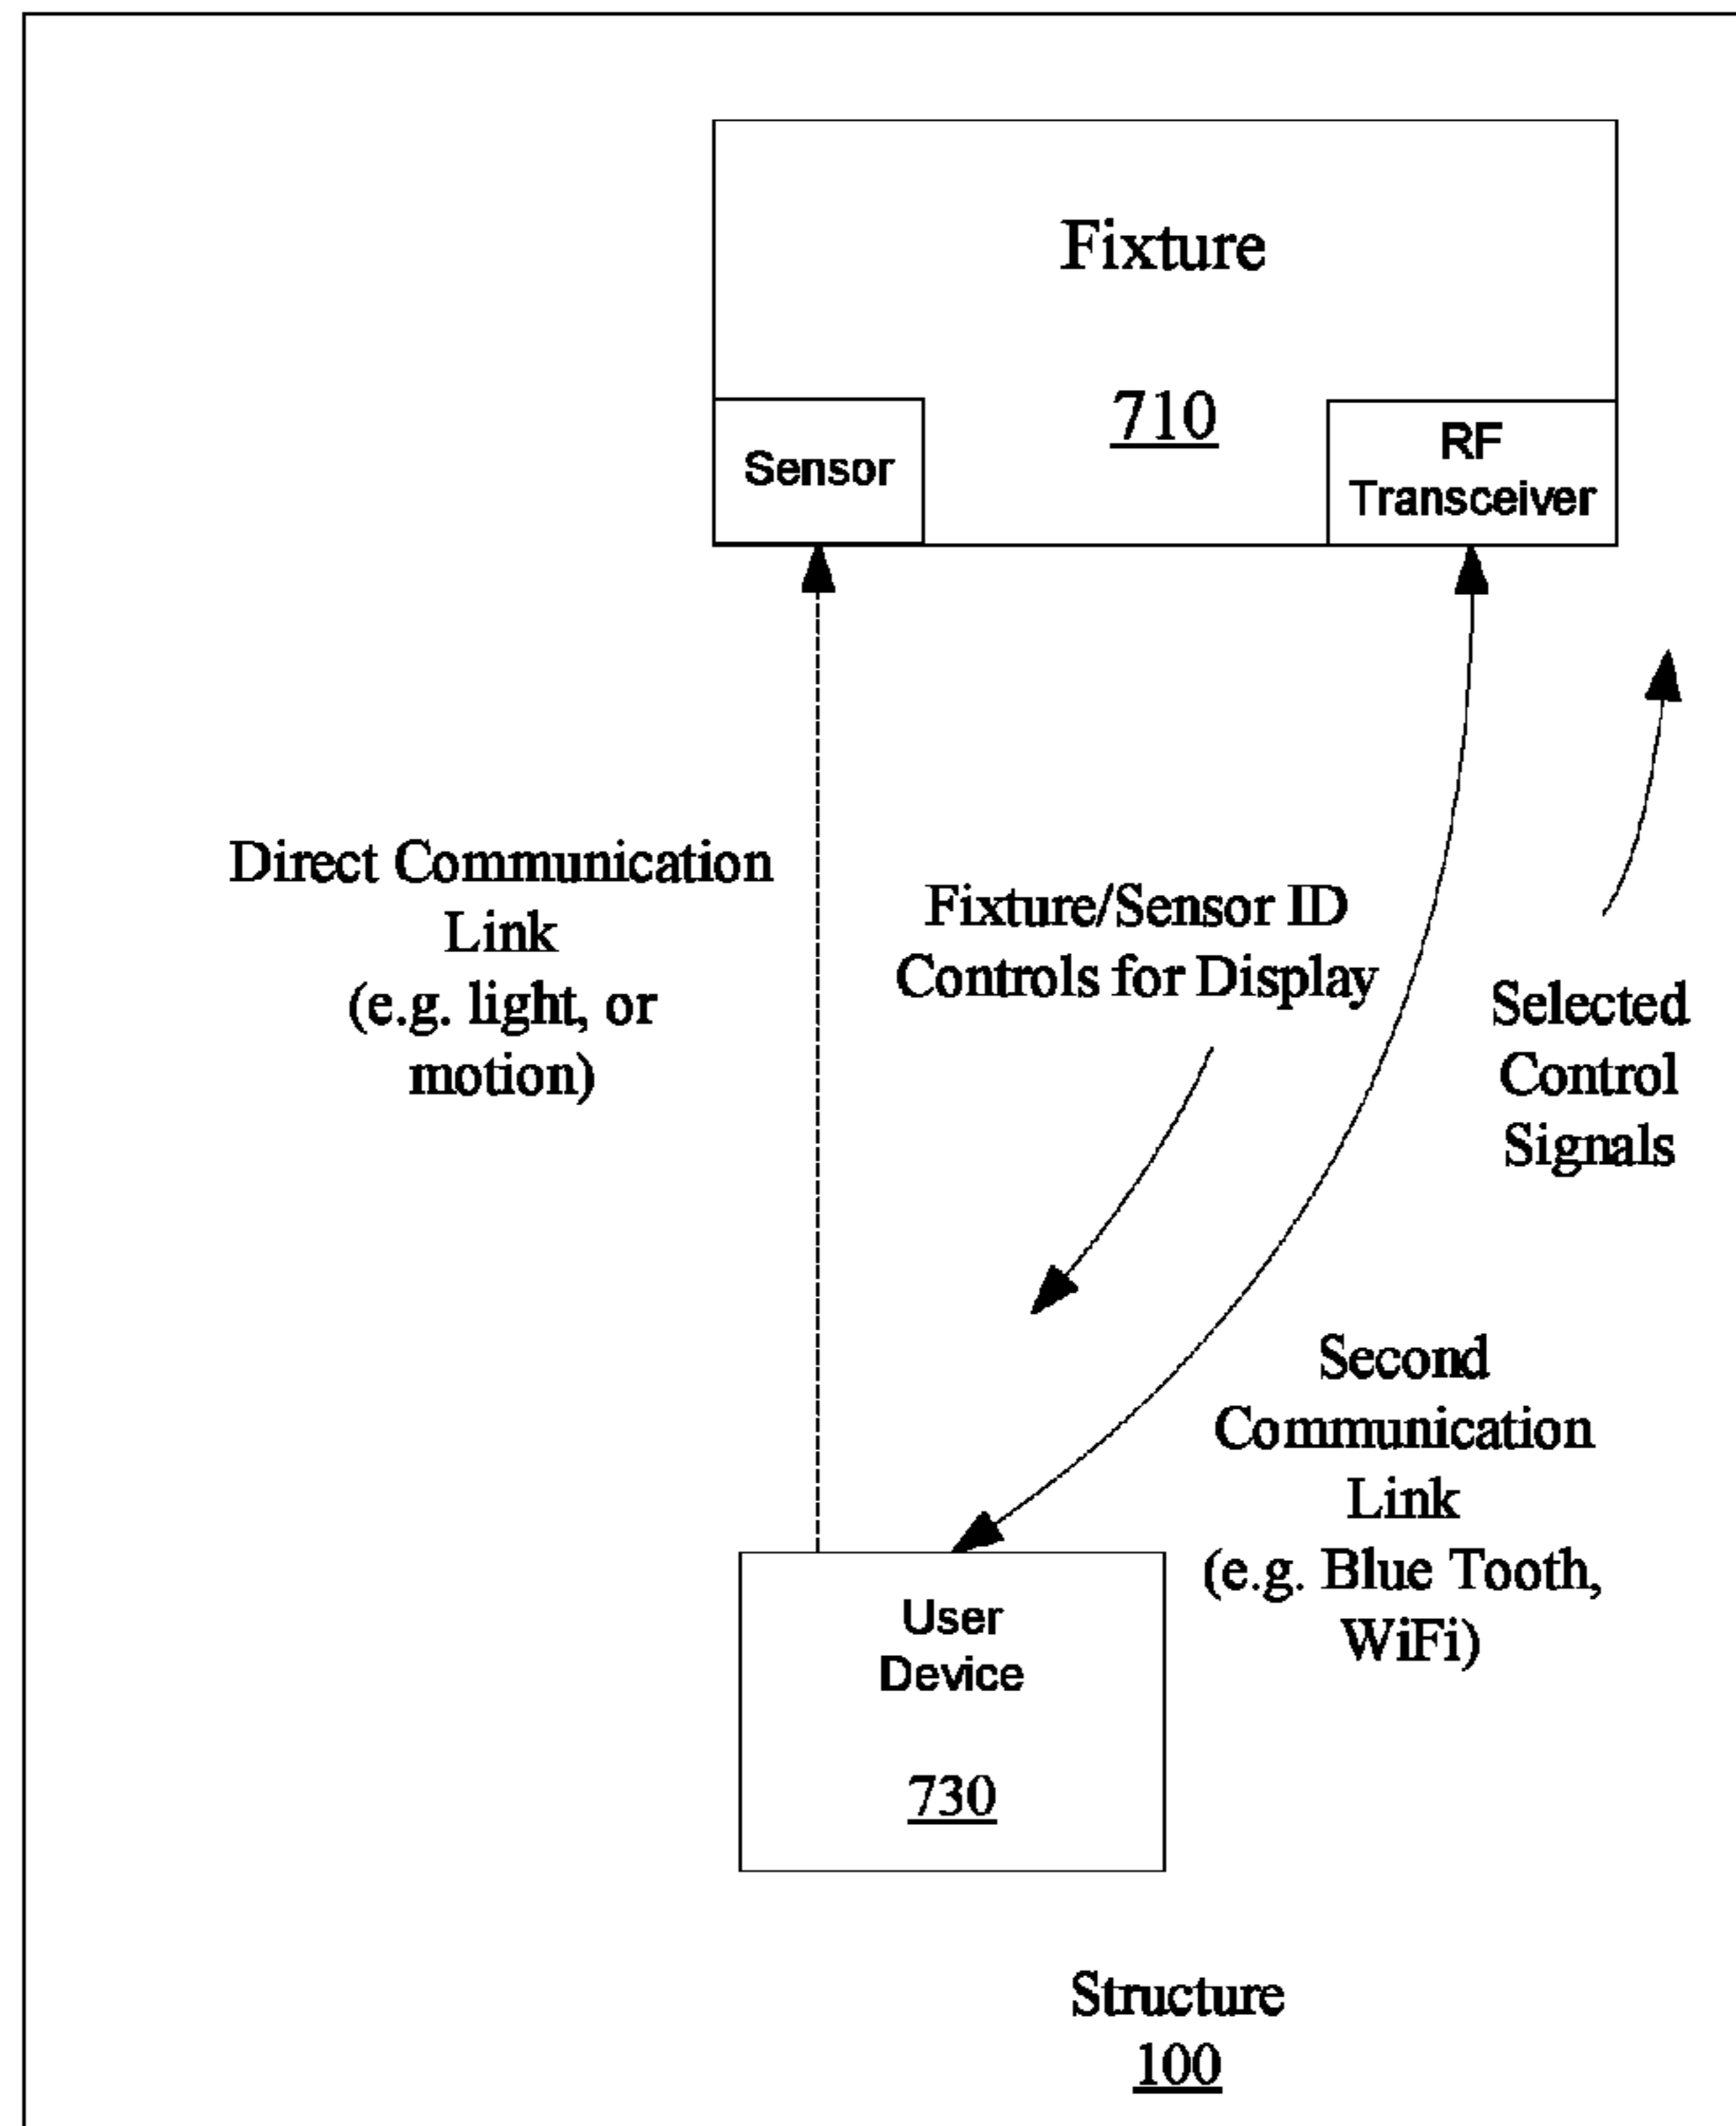 Fixture
710
Sensor
RF
Transceiver
Direct Communication
Link
(e.g. light, or
motion)
Fixture/Sensor ID
Controls for Display
Selected
Control
Signals
Second
Communication
Link
(e.g. Blue Tooth,
WiFi)
User
Device
730
Structure
100